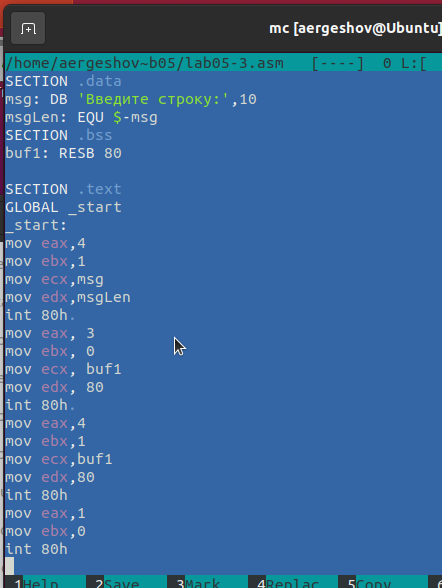 mc [aergeshov@Ubuntu]
/home/aergeshov~b05/lab05-3.asm [----] 0 L:[
SECTION .data
msg: DB 'Введите строку:',10
msgLen: EQU $-msg
SECTION .bss
buf1: RESB 80
SECTION .text
GLOBAL _start
_start:
mov eax,4
mov ebx,1
mov ecx,msg
mov edx,msgLen
int 80h.
mov eax, 3
mov ebx, 0
mov ecx, buf1
mov edx, 80
int 80h.
mov eax,4
mov ebx,1
mov ecx,buf1
mov edx,80
int 80h
mov eax,1
mov ebx,0
int 80h
1Help 2Save 3Mark 4Replac 5Copy 6